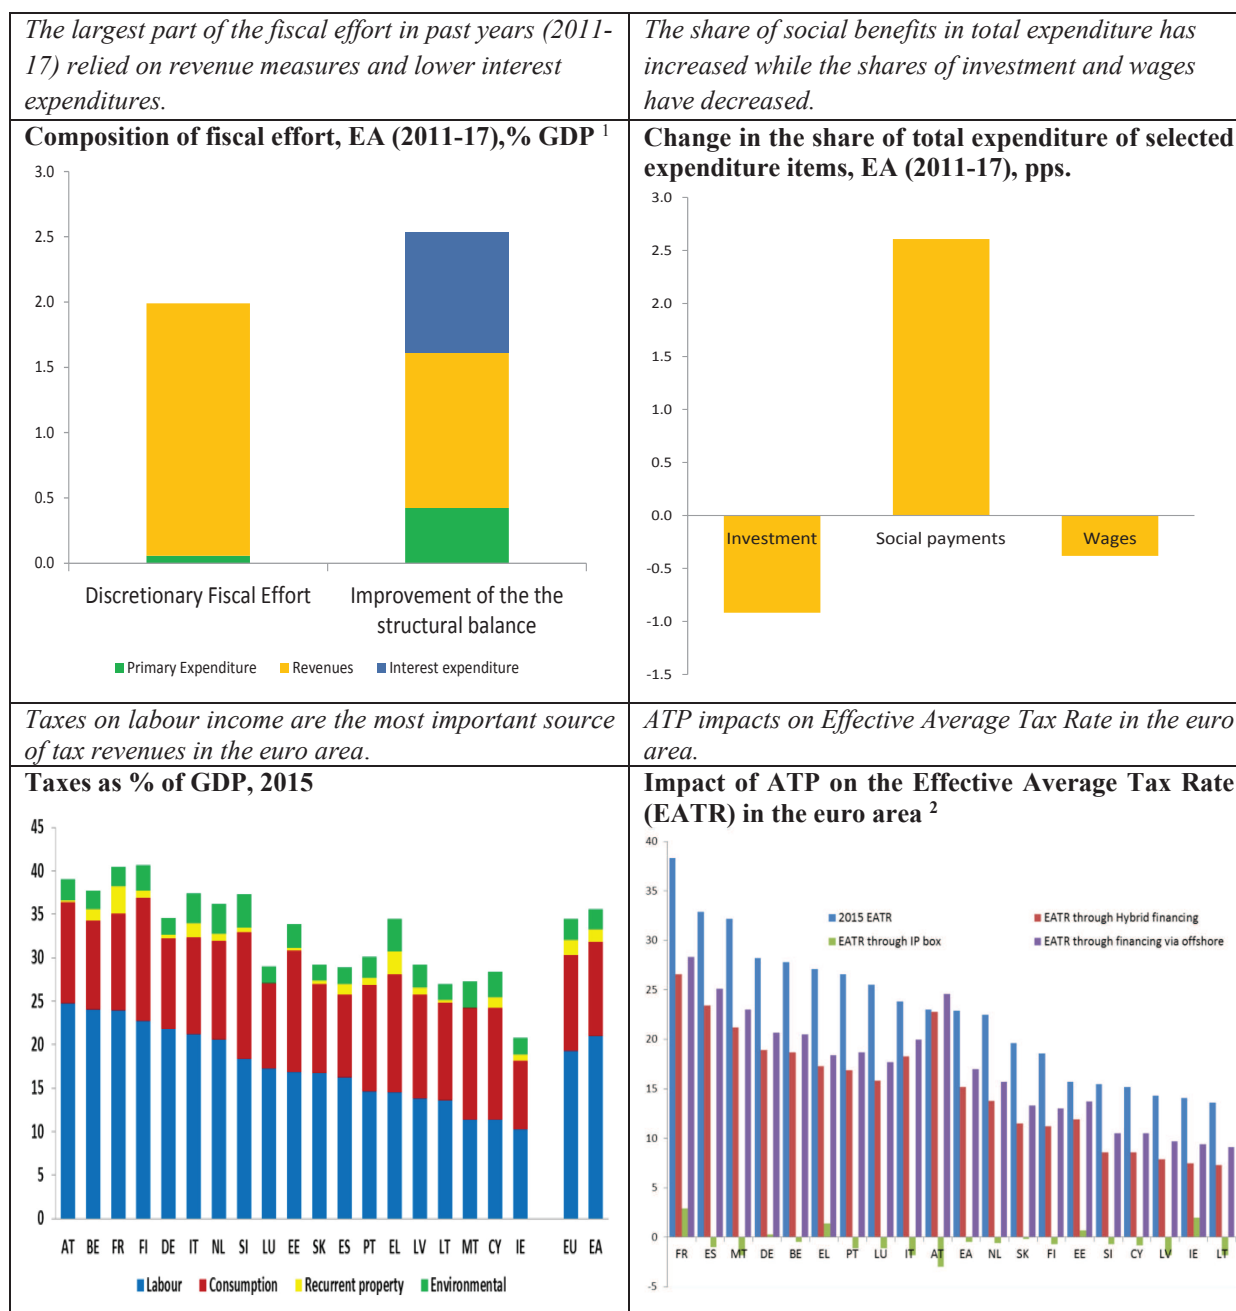 The largest part of the fiscal effort in past years (2011-
17) relied on revenue measures and lower interest
expenditures.
The share of social benefits in total expenditure has
increased while the shares of investment and wages
have decreased.
Composition of fiscal effort, EA (2011-17),% GDP 1
3.0
2.5
2.0
1.5
1.0
0.5
0.0
Discretionary Fiscal Effort
Improvement of the the
structural balance
Primary Expenditure Revenues Interest expenditure
Change in the share of total expenditure of selected
expenditure items, EA (2011-17), pps.
3.0
2.5
2.0
1.5
1.0
0.5
0.0
-0.5
-1.0
-1.5
Investment Social payments Wages
Taxes on labour income are the most important source
of tax revenues in the euro area.
ATP impacts on Effective Average Tax Rate in the euro
area.
Taxes as % of GDP, 2015
45
40
35
30
25
20
15
10
5
0
AT BE FR FI DE IT NL SI LU EE SK ES PT EL LV LT MT CY IE EU EA
Labour Consumption Recurrent property Environmental
Impact of ATP on the Effective Average Tax Rate
(EATR) in the euro area 2
40
35
30
25
20
15
10
5
0
-5
2015 EATR EATR through Hybrid financing
EATR through IP box EATR through financing via offshore
FR ES MT DE BE EL PT LU IT AT EA NL SK FI EE SI CY LV IE LT